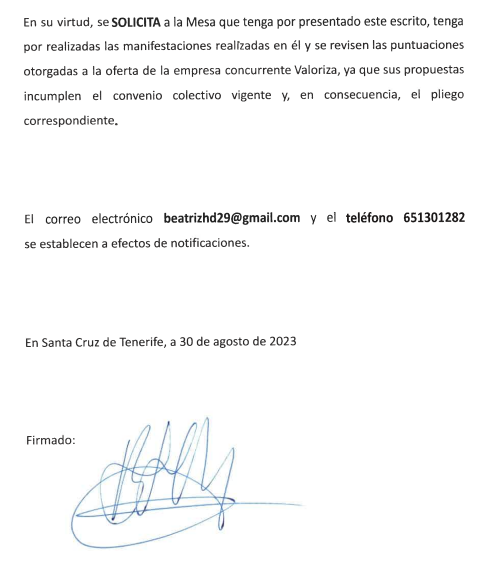 En su virtud, se SOLICITA a la Mesa que tenga por presentado este escrito, tenga
por realizadas las manifestaciones realizadas en él y se revisen las puntuaciones
otorgadas a la oferta de la empresa concurrente Valoriza, ya que sus propuestas
incumplen el convenio colectivo vigente y, en consecuencia, el pliego
correspondiente.
El correo electrónico beatrizhd29@gmail.com y el teléfono 651301282
se establecen a efectos de notificaciones.
En Santa Cruz de Tenerife, a 30 de agosto de 2023
Firmado: